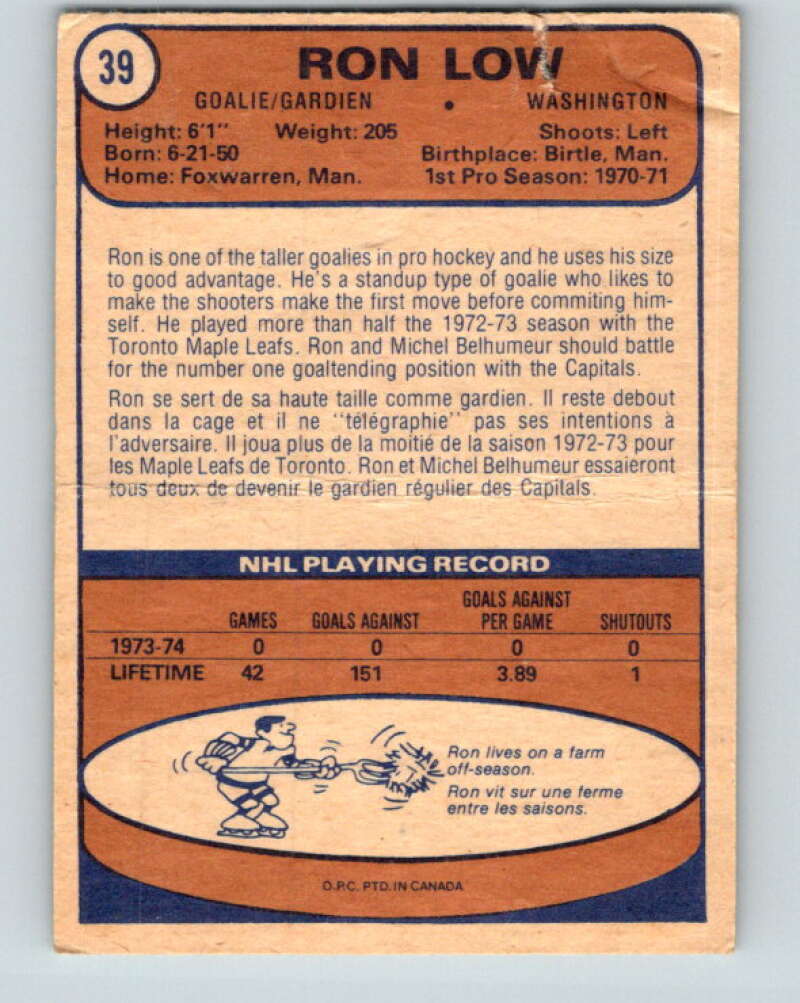 39
RON LOW
GOALIE/GARDIEN • WASHINGTON
Height: 6'1" Weight: 205 Shoots: Left
Born: 6-21-50 Birthplace: Birtle, Man.
Home: Foxwarren, Man. 1st Pro Season: 1970-71
Ron is one of the taller goalies in pro hockey and he uses his size
to good advantage. He's a standup type of goalie who likes to
make the shooters make the first move before commiting him-
self. He played more than half the 1972-73 season with the
Toronto Maple Leafs. Ron and Michel Belhumeur should battle
for the number one goaltending position with the Capitals.
Ron se sert de sa haute taille comme gardien. Il reste debout
dans la cage et il ne "télégraphie" pas ses intentions à
l'adversaire. Il joua plus de la moitié de la saison 1972-73 pour
les Maple Leafs de Toronto. Ron et Michel Belhumeur essaieront
tous deux de devenir le gardien régulier des Capitals.
NHL PLAYING RECORD
GAMES GOALS AGAINST GOALS AGAINST PER GAME SHUTOUTS
1973-74 0 0 0 0
LIFETIME 42 151 3.89 1
Ron lives on a farm
off-season.
Ron vit sur une ferme
entre les saisons.
O.P.C. PTD. IN CANADA